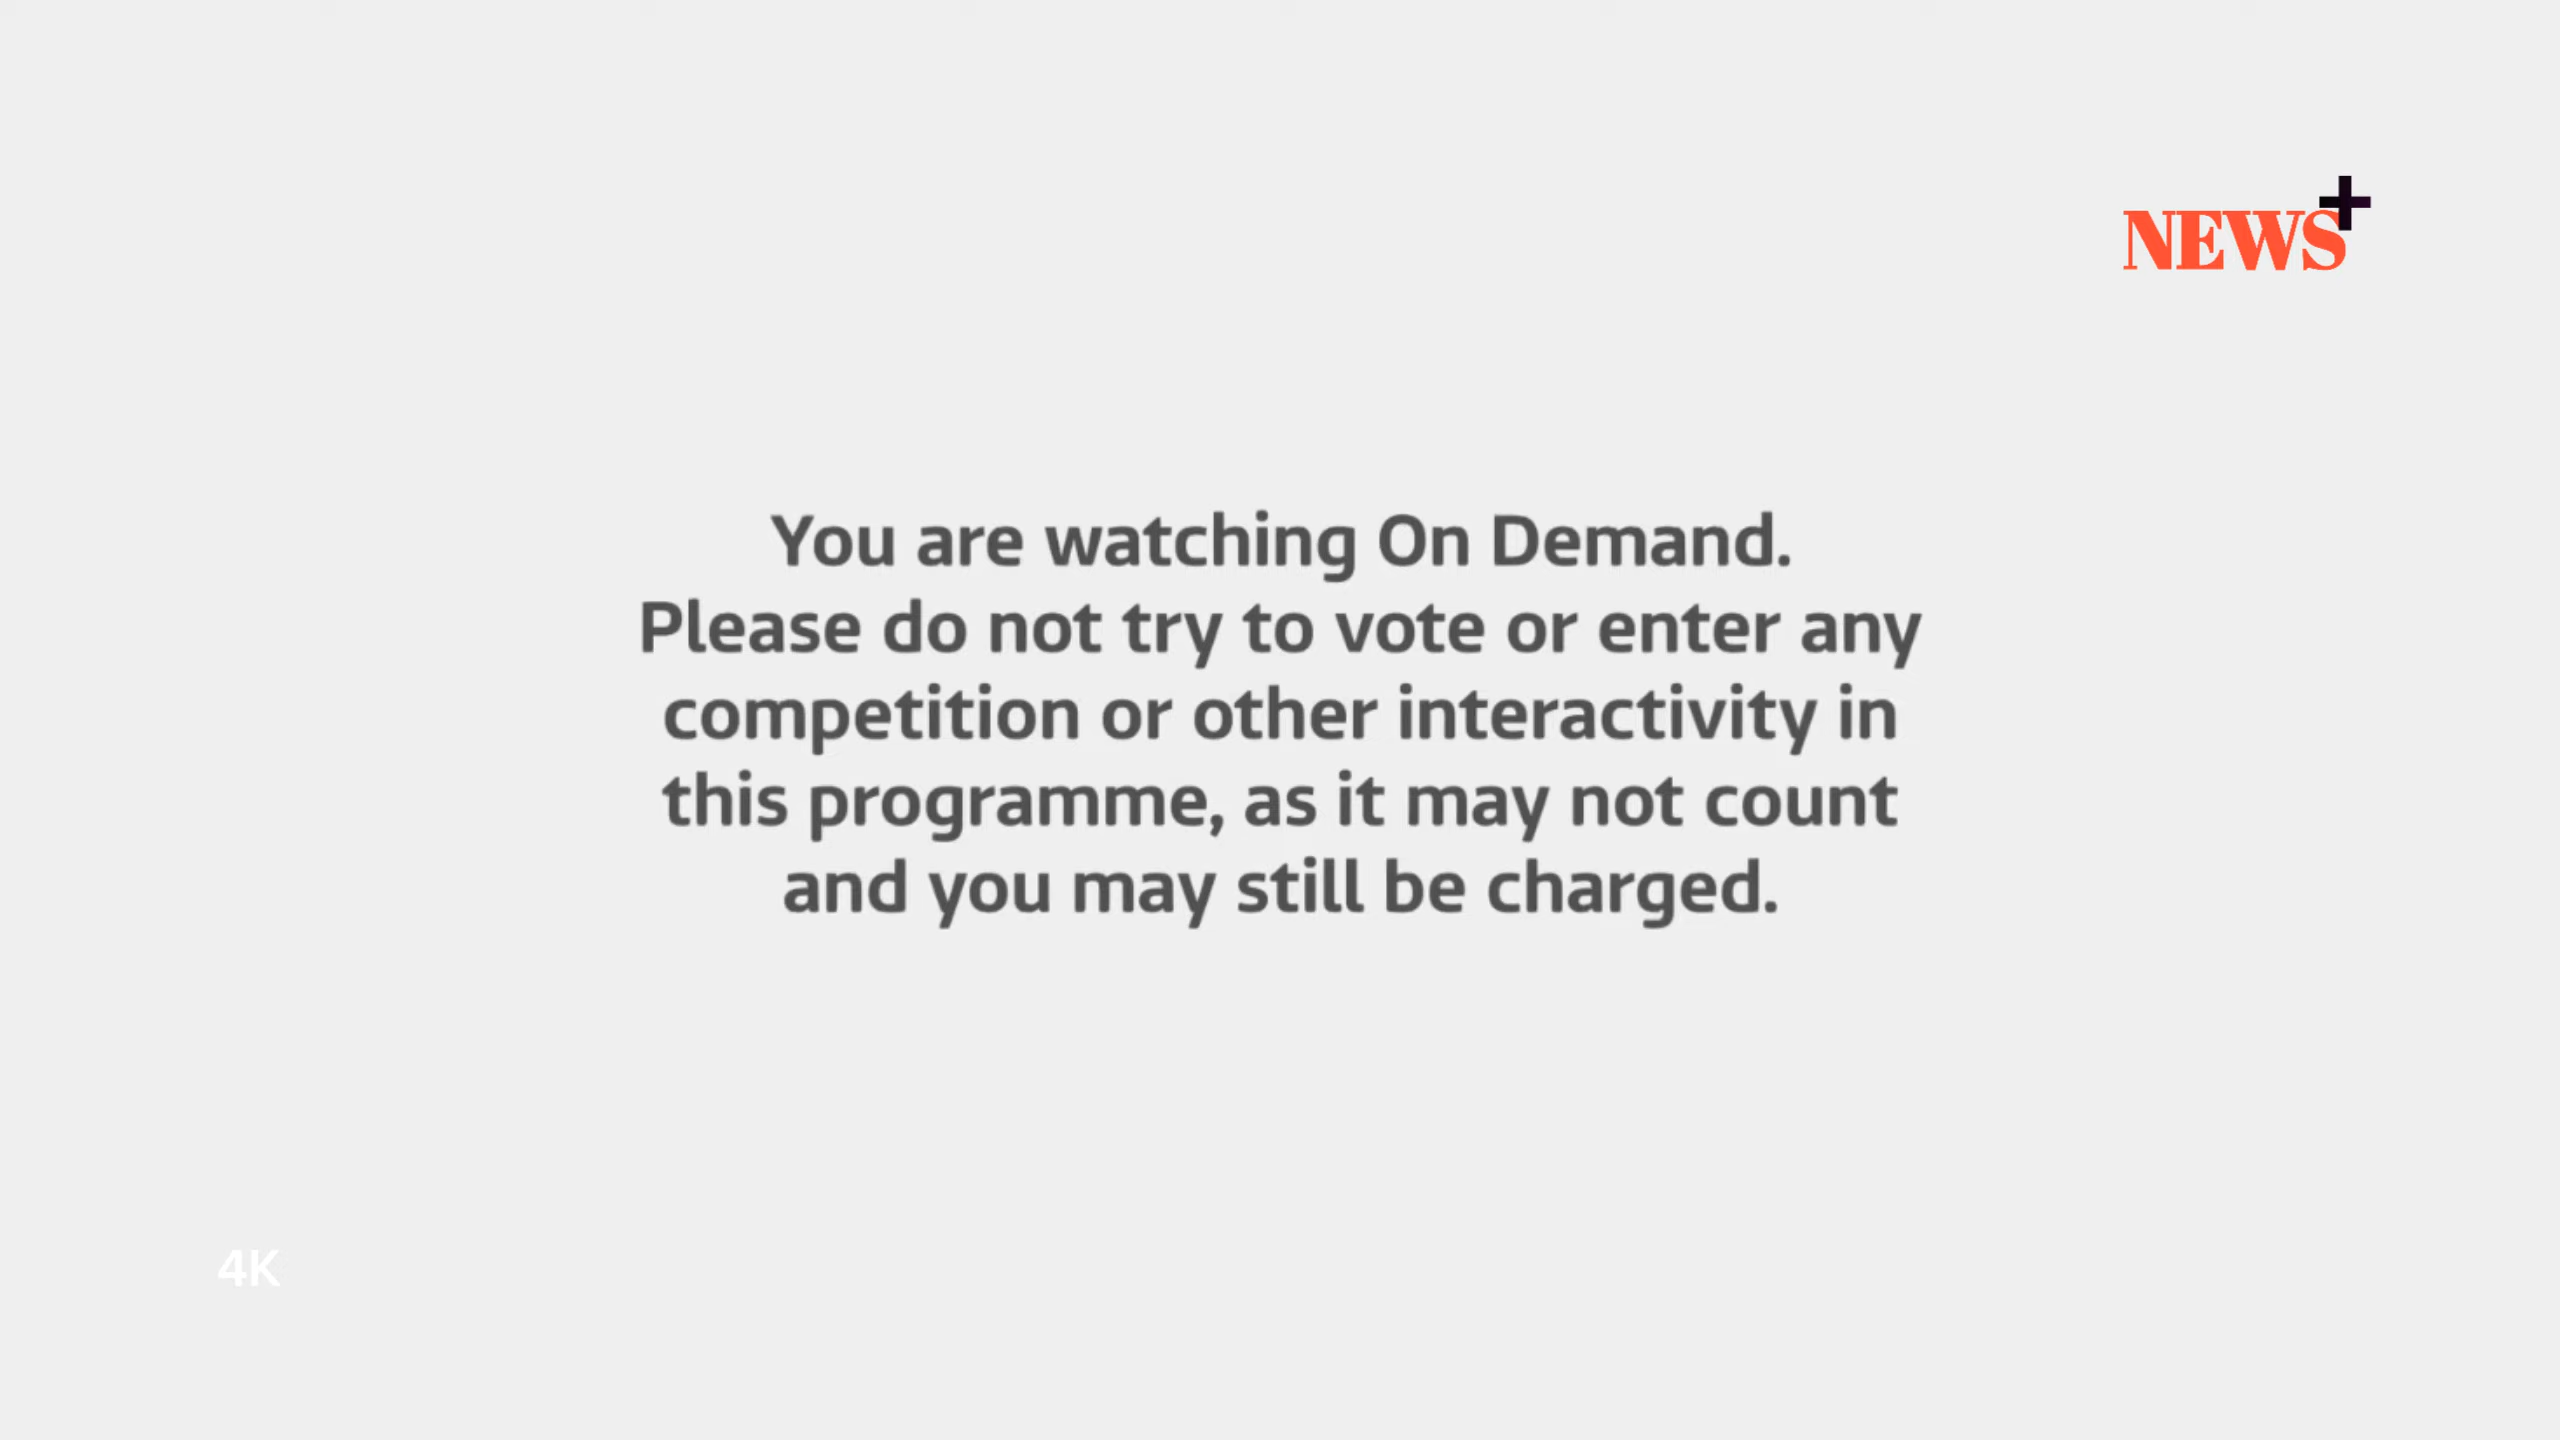 NEWS+
You are watching On Demand.
Please do not try to vote or enter any
competition or other interactivity in
this programme, as it may not count
and you may still be charged.
4K